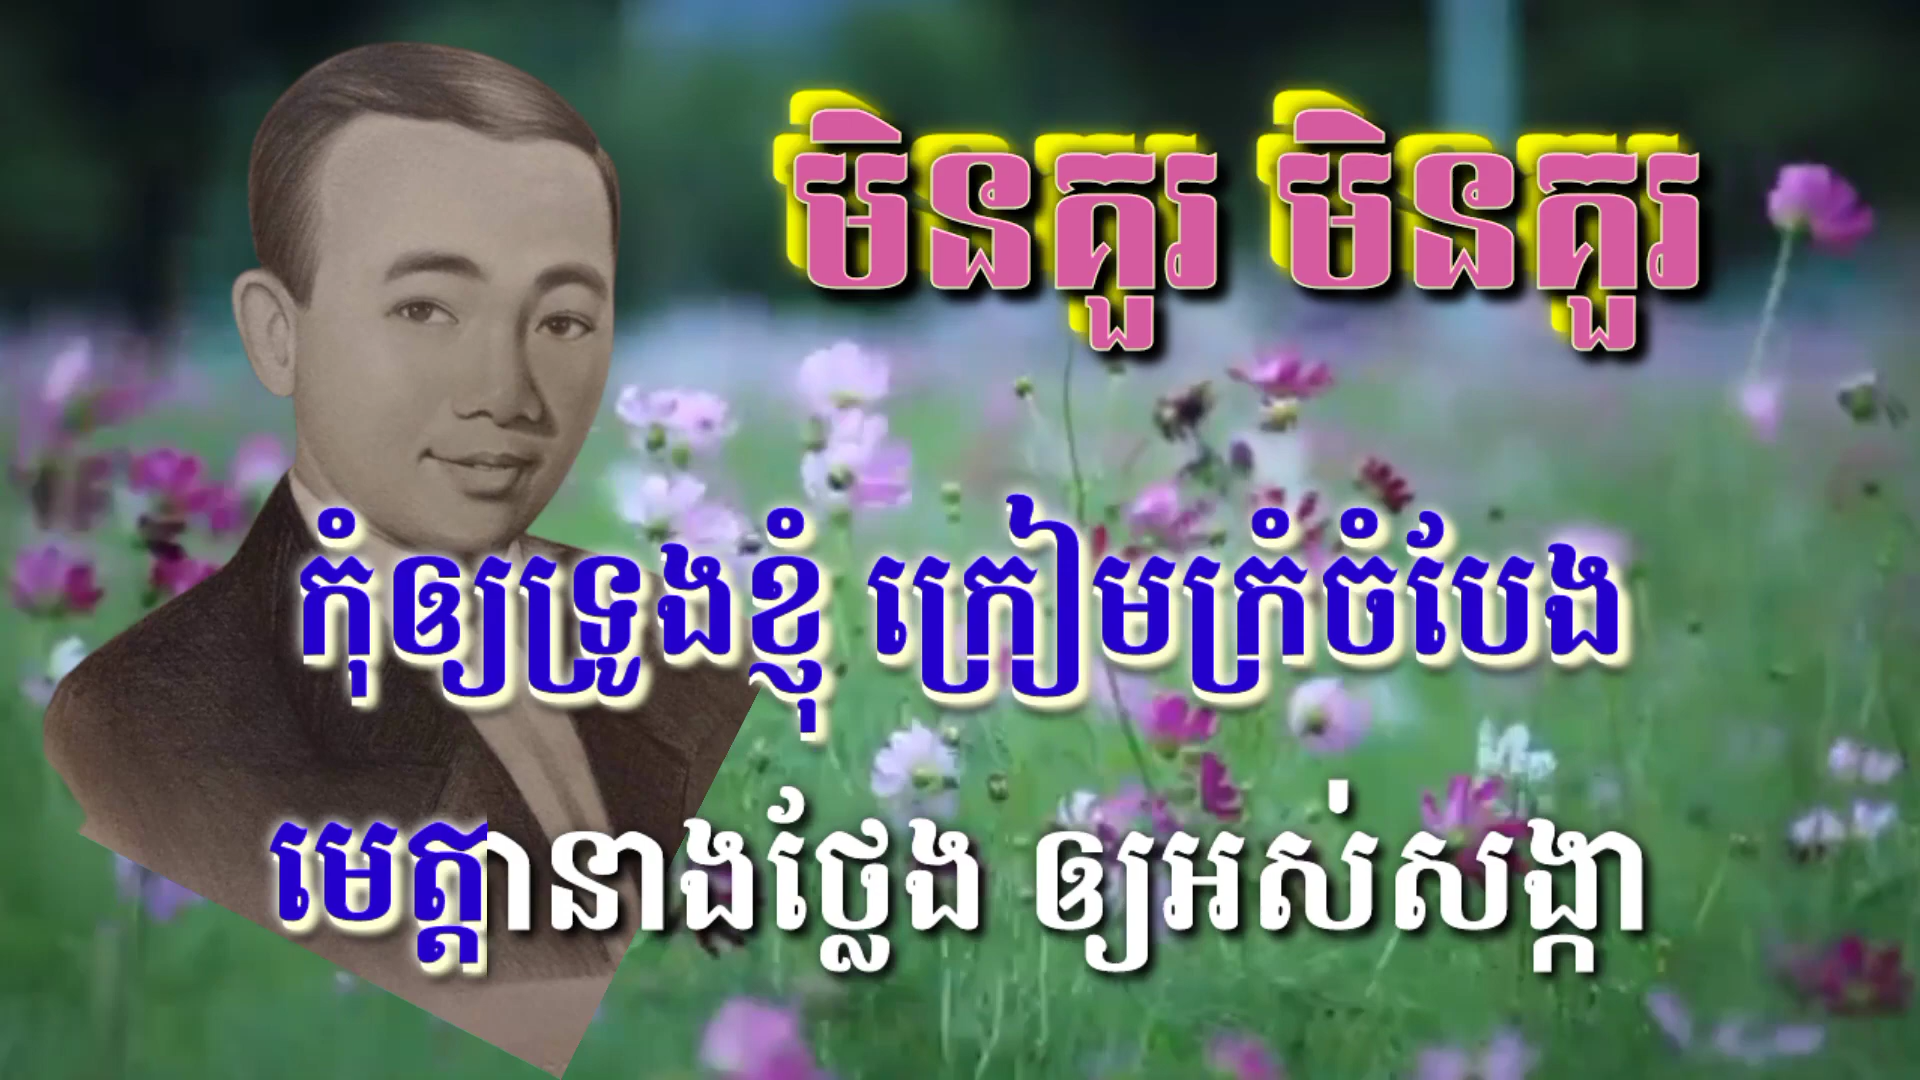 មិនគួរ មិនគួរ
កុំឲ្យទ្រូងខ្ញុំ ក្រៀមក្រំចំបែង
មេត្តានាងថ្លែង ឲ្យអស់សង្កា